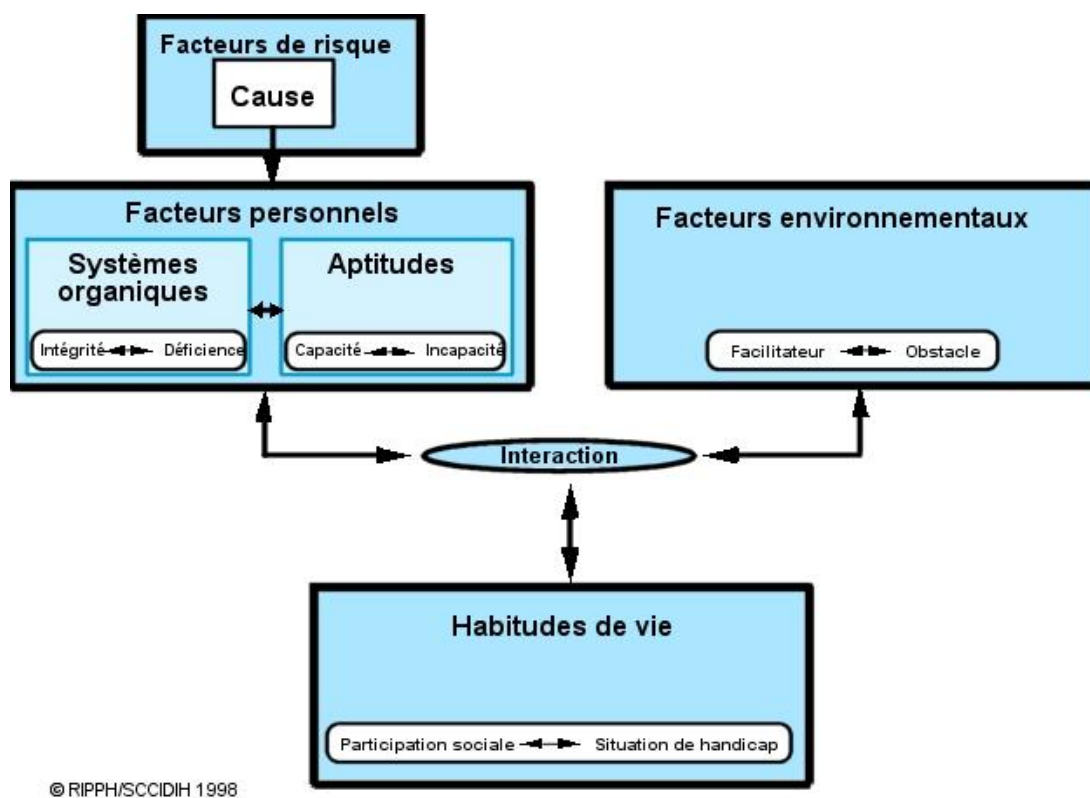 Facteurs de risque
Cause
Facteurs personnels
Systèmes
organiques
Intégrité Déficience
Aptitudes
Capacité Incapacité
Facteurs environnementaux
Facilitateur Obstacle
Interaction
Habitudes de vie
Participation sociale Situation de handicap
© RIPPH/SCCIDIH 1998